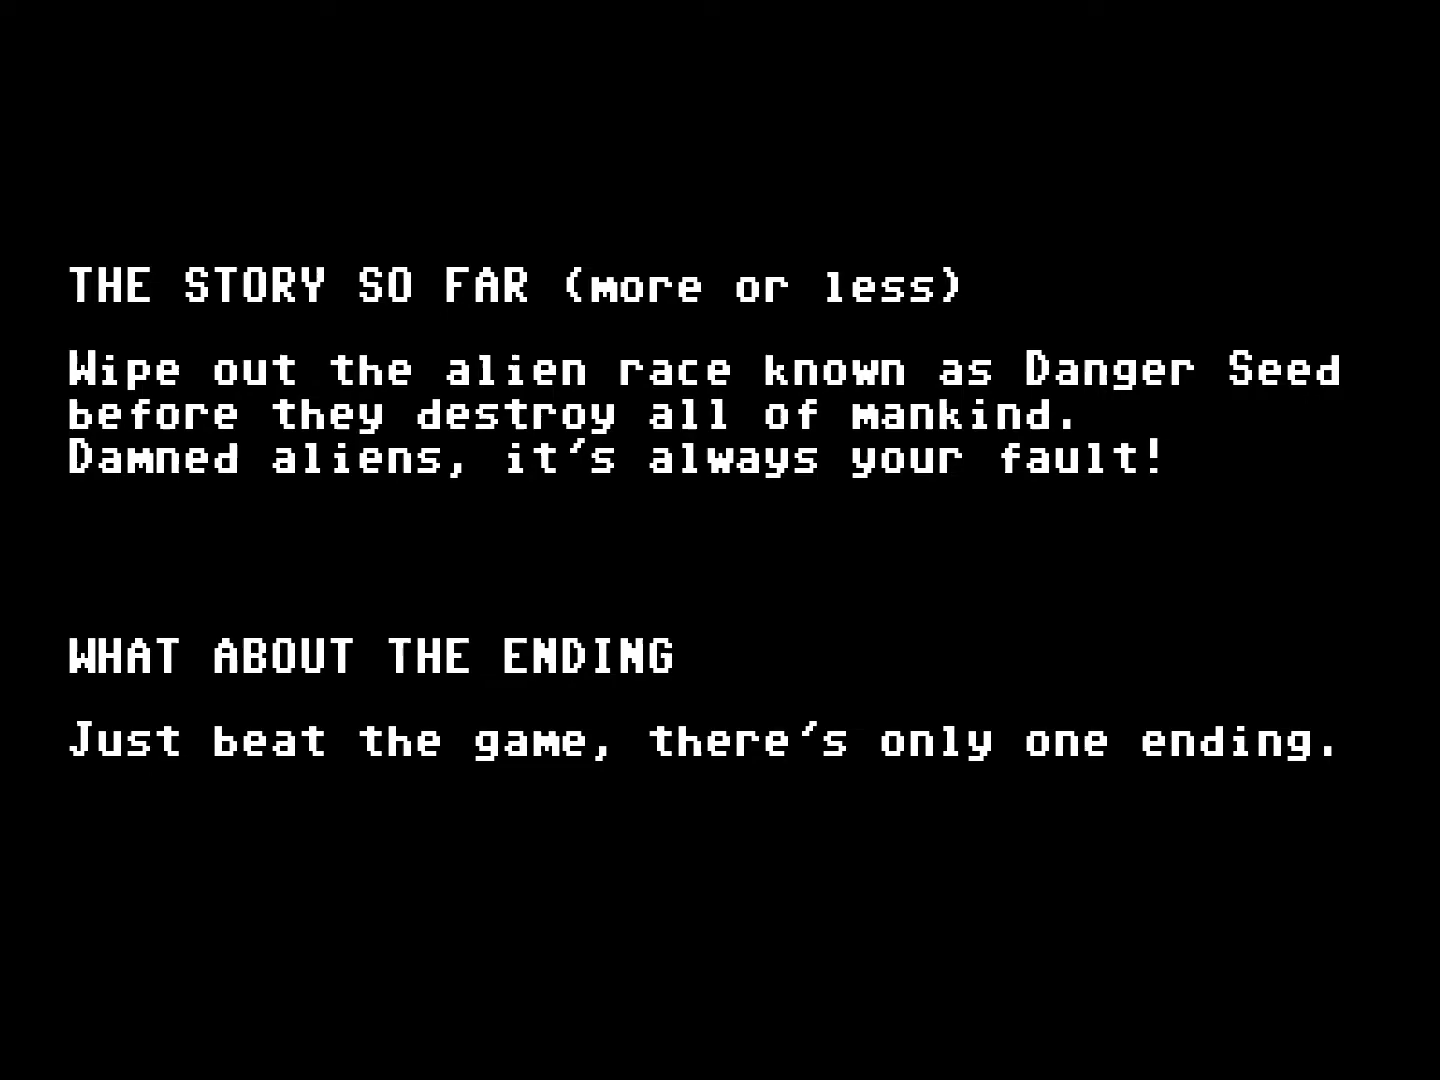 THE STORY SO FAR (more or less)
Wipe out the alien race known as Danger Seed
before they destroy all of mankind.
Damned aliens, it's always your fault!
WHAT ABOUT THE ENDING
Just beat the game, there's only one ending.